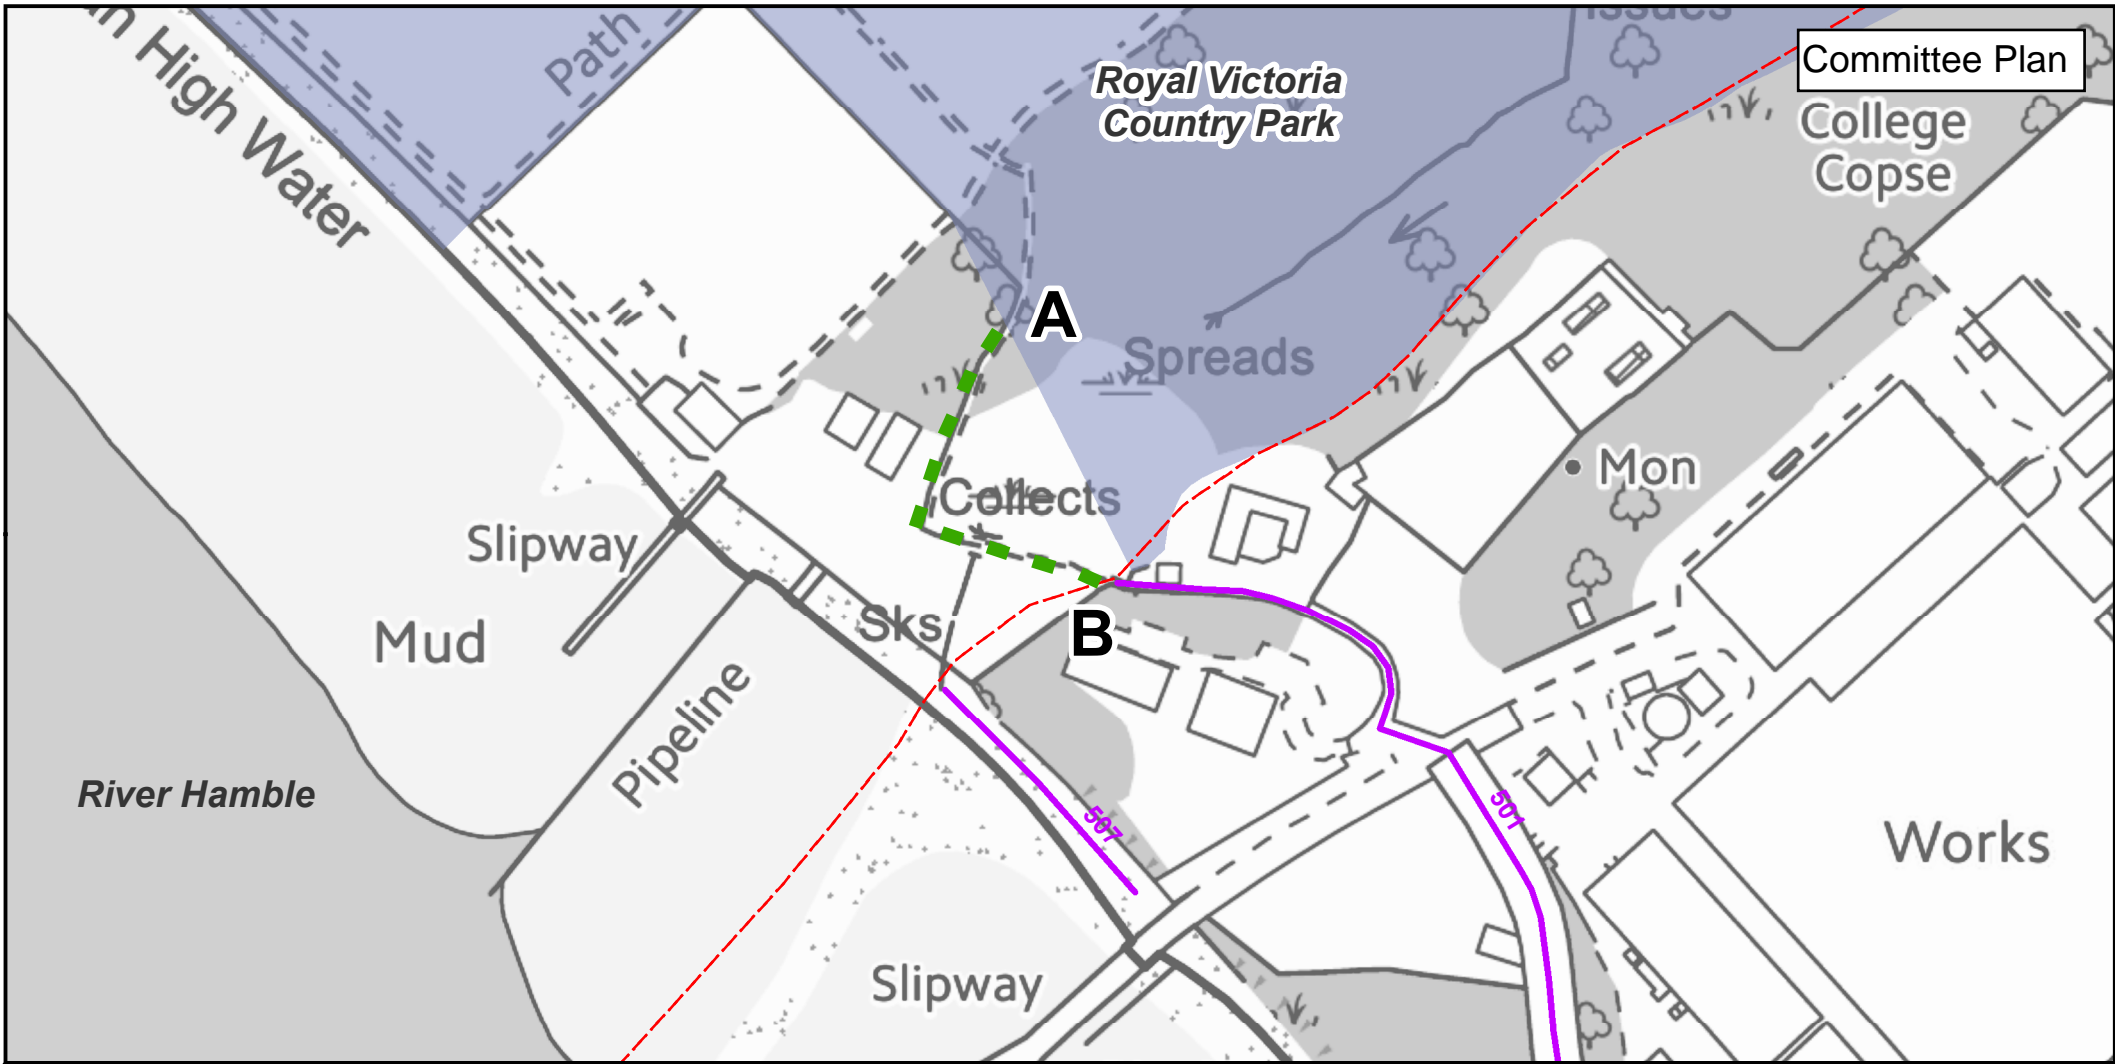 Issues
Committee Plan
Path
Royal Victoria
Country Park
College
Copse
High Water
A
Spreads
Mon
Collects
Slipway
Sks
B
Mud
Pipeline
River Hamble
507
501
Works
Slipway